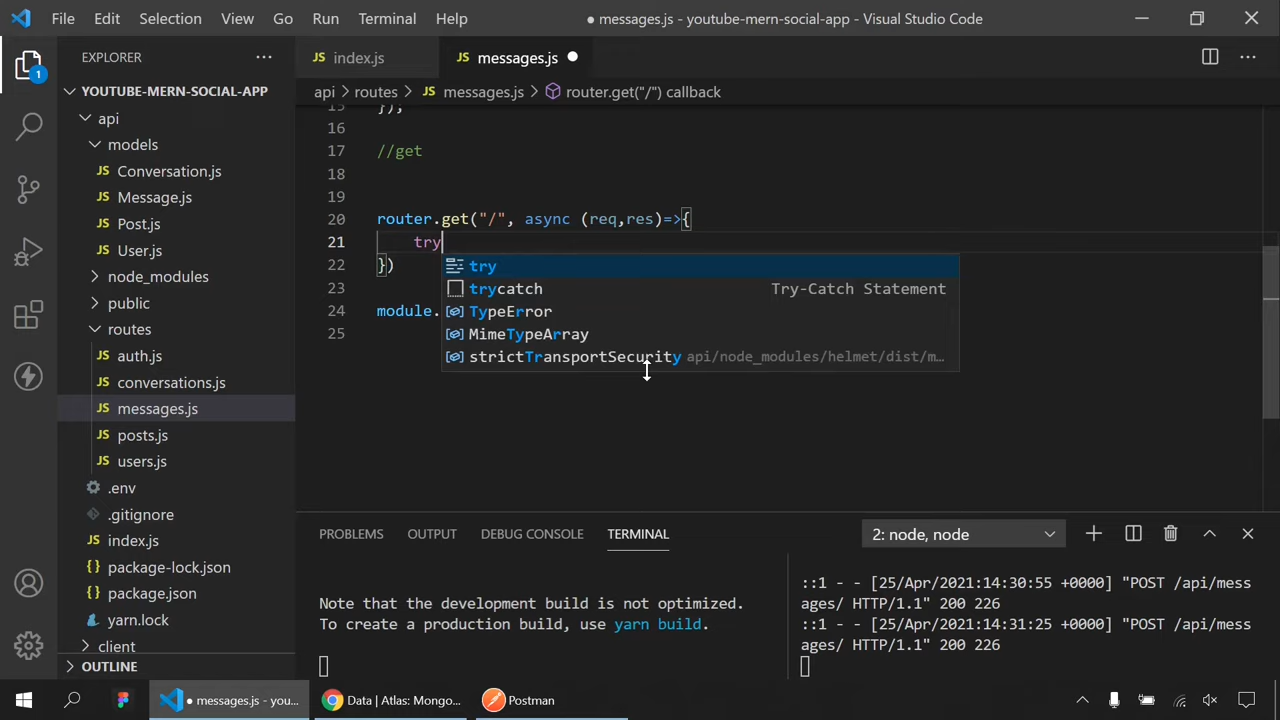 File Edit Selection View Go Run Terminal Help
● messages.js - youtube-mern-social-app - Visual Studio Code
EXPLORER
index.js
messages.js
YOUTUBE-MERN-SOCIAL-APP
api
models
Conversation.js
Message.js
Post.js
User.js
node_modules
public
routes
auth.js
conversations.js
messages.js
posts.js
users.js
.env
.gitignore
index.js
package-lock.json
package.json
yarn.lock
client
OUTLINE
1
api > routes > JS messages.js > router.get("/") callback
15 });
16
17 //get
18
19
20 router.get("/", async (req,res)=>{
21 try
22 })
23
24 module.
25
try
trycatch Try-Catch Statement
TypeError
MimeTypeArray
strictTransportSecurity api/node_modules/helmet/dist/m...
PROBLEMS OUTPUT DEBUG CONSOLE TERMINAL 2: node, node
Note that the development build is not optimized.
To create a production build, use yarn build.
::1 - - [25/Apr/2021:14:30:55 +0000] "POST /api/mess
ages/ HTTP/1.1" 200 226
::1 - - [25/Apr/2021:14:31:25 +0000] "POST /api/mess
ages/ HTTP/1.1" 200 226
● messages.js - you... Data | Atlas: Mongo... Postman